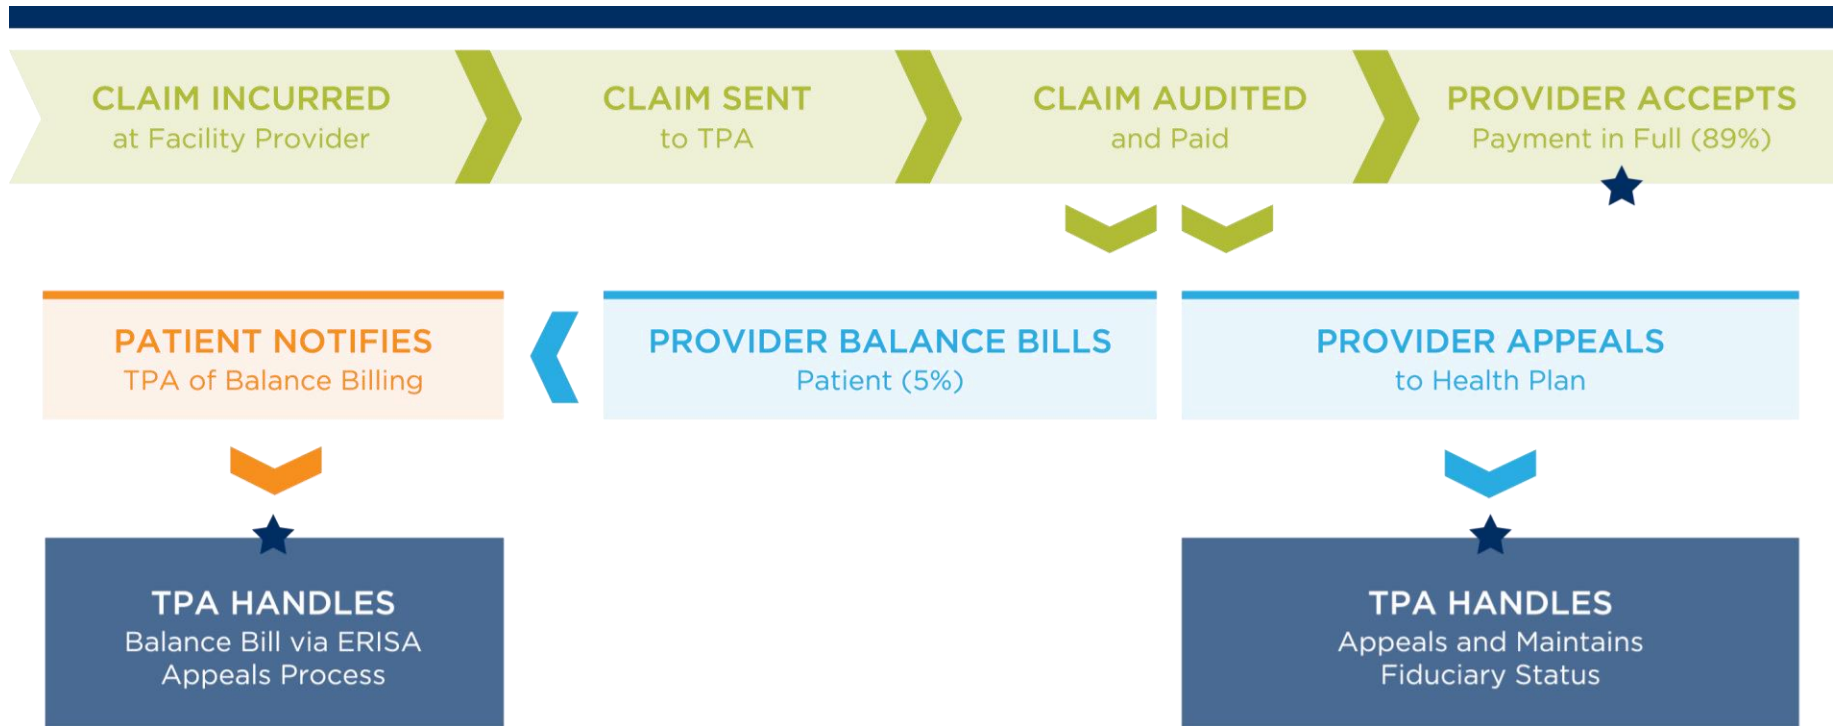 CLAIM INCURRED
at Facility Provider
CLAIM SENT
to TPA
CLAIM AUDITED
and Paid
PROVIDER ACCEPTS
Payment in Full (89%)
PATIENT NOTIFIES
TPA of Balance Billing
PROVIDER BALANCE BILLS
Patient (5%)
PROVIDER APPEALS
to Health Plan
TPA HANDLES
Balance Bill via ERISA
Appeals Process
TPA HANDLES
Appeals and Maintains
Fiduciary Status